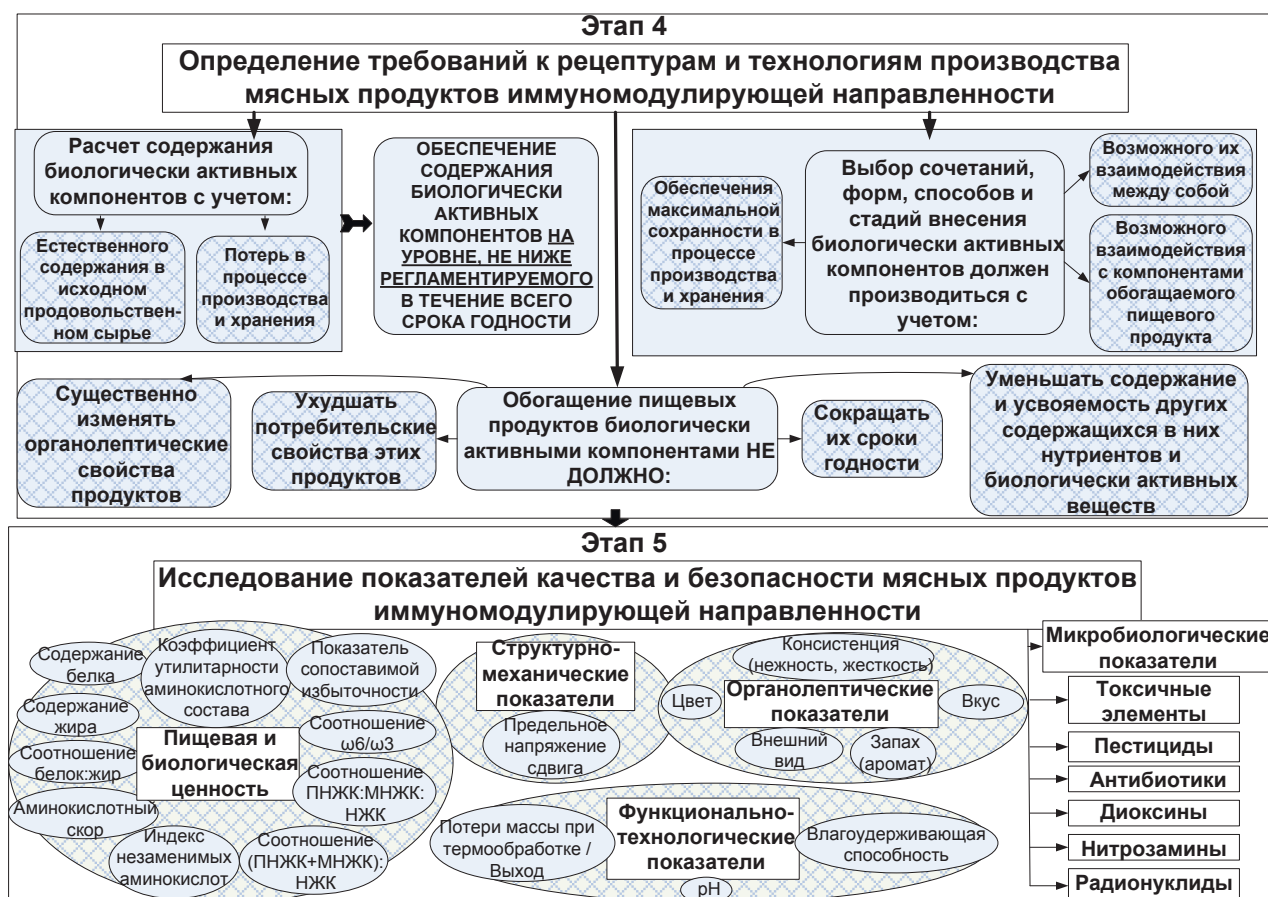 Этап 4
Определение требований к рецептурам и технологиям производства
мясных продуктов иммуномодулирующей направленности
Расчет содержания
биологически активных
компонентов с учетом:
Естественного
содержания в
исходном
продовольствен-
ном сырье
Потерь в
процессе
производства
и хранения
ОБЕСПЕЧЕНИЕ
СОДЕРЖАНИЯ
БИОЛОГИЧЕСКИ
АКТИВНЫХ
КОМПОНЕНТОВ НА
УРОВНЕ, НЕ НИЖЕ
РЕГЛАМЕНТИРУЕМОГО
В ТЕЧЕНИЕ ВСЕГО
СРОКА ГОДНОСТИ
Обеспечения
максимальной
сохранности в
процессе
производства
и хранения
Выбор сочетаний,
форм, способов и
стадий внесения
биологически активных
компонентов должен
производиться с
учетом:
Возможного их
взаимодействия
между собой
Возможного
взаимодействия
с компонентами
обогащаемого
пищевого
продукта
Существенно
изменять
органолептические
свойства
продуктов
Ухудшать
потребительские
свойства этих
продуктов
Обогащение пищевых
продуктов биологически
активными компонентами НЕ
ДОЛЖНО:
Сокращать
их сроки
годности
Уменьшать содержание
и усвояемость других
содержащихся в них
нутриентов и
биологически активных
веществ
Этап 5
Исследование показателей качества и безопасности мясных продуктов
иммуномодулирующей направленности
Содержание
белка
Коэффициент
утилитарности
аминокислотного
состава
Показатель
сопоставимой
избыточности
Содержание
жира
Соотношение
ω6/ω3
Соотношение
белок:жир
Пищевая и
биологическая
ценность
Соотношение
ПНЖК:МНЖК:
НЖК
Аминокислотный
скор
Индекс
незаменимых
аминокислот
Соотношение
(ПНЖК+МНЖК):
НЖК
Структурно-
механические
показатели
Предельное
напряжение
сдвига
Консистенция
(нежность, жесткость)
Цвет
Органолептические
показатели
Вкус
Внешний
вид
Запах
(аромат)
Потери массы при
термообработке /
Выход
Функционально-
технологические
показатели
Влагоудерживающая
способность
pH
Микробиологические
показатели
Токсичные
элементы
Пестициды
Антибиотики
Диоксины
Нитрозамины
Радионуклиды